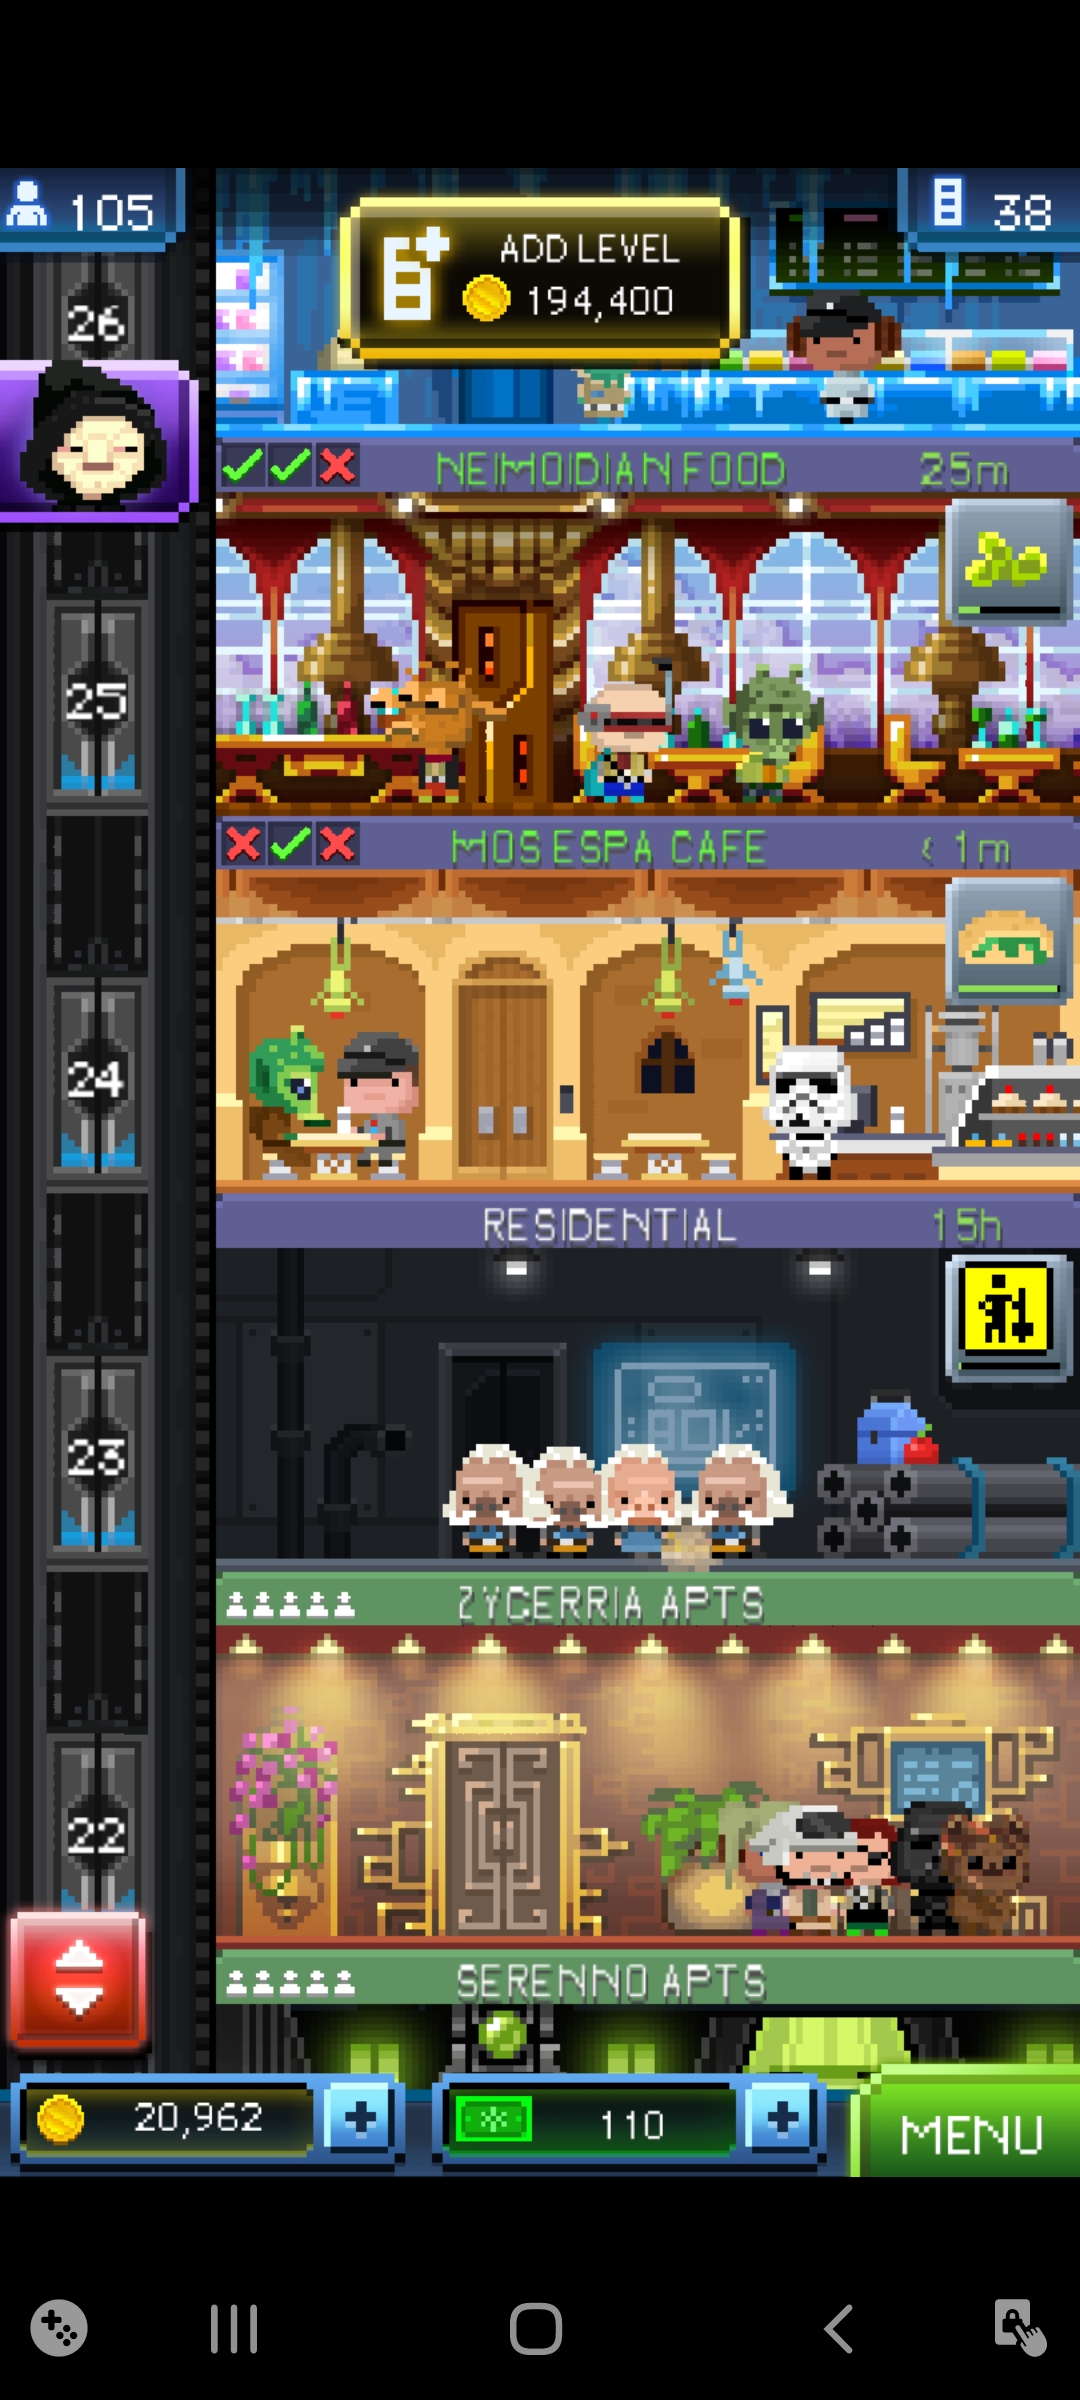 105
38
ADD LEVEL
194,400
26
NEIMOIDIAN FOOD 25m
25
MOS ESPA CAFE < 1m
24
RESIDENTIAL 15h
23
ZYGERRIA APTS
22
SERENNO APTS
20,962
110
MENU